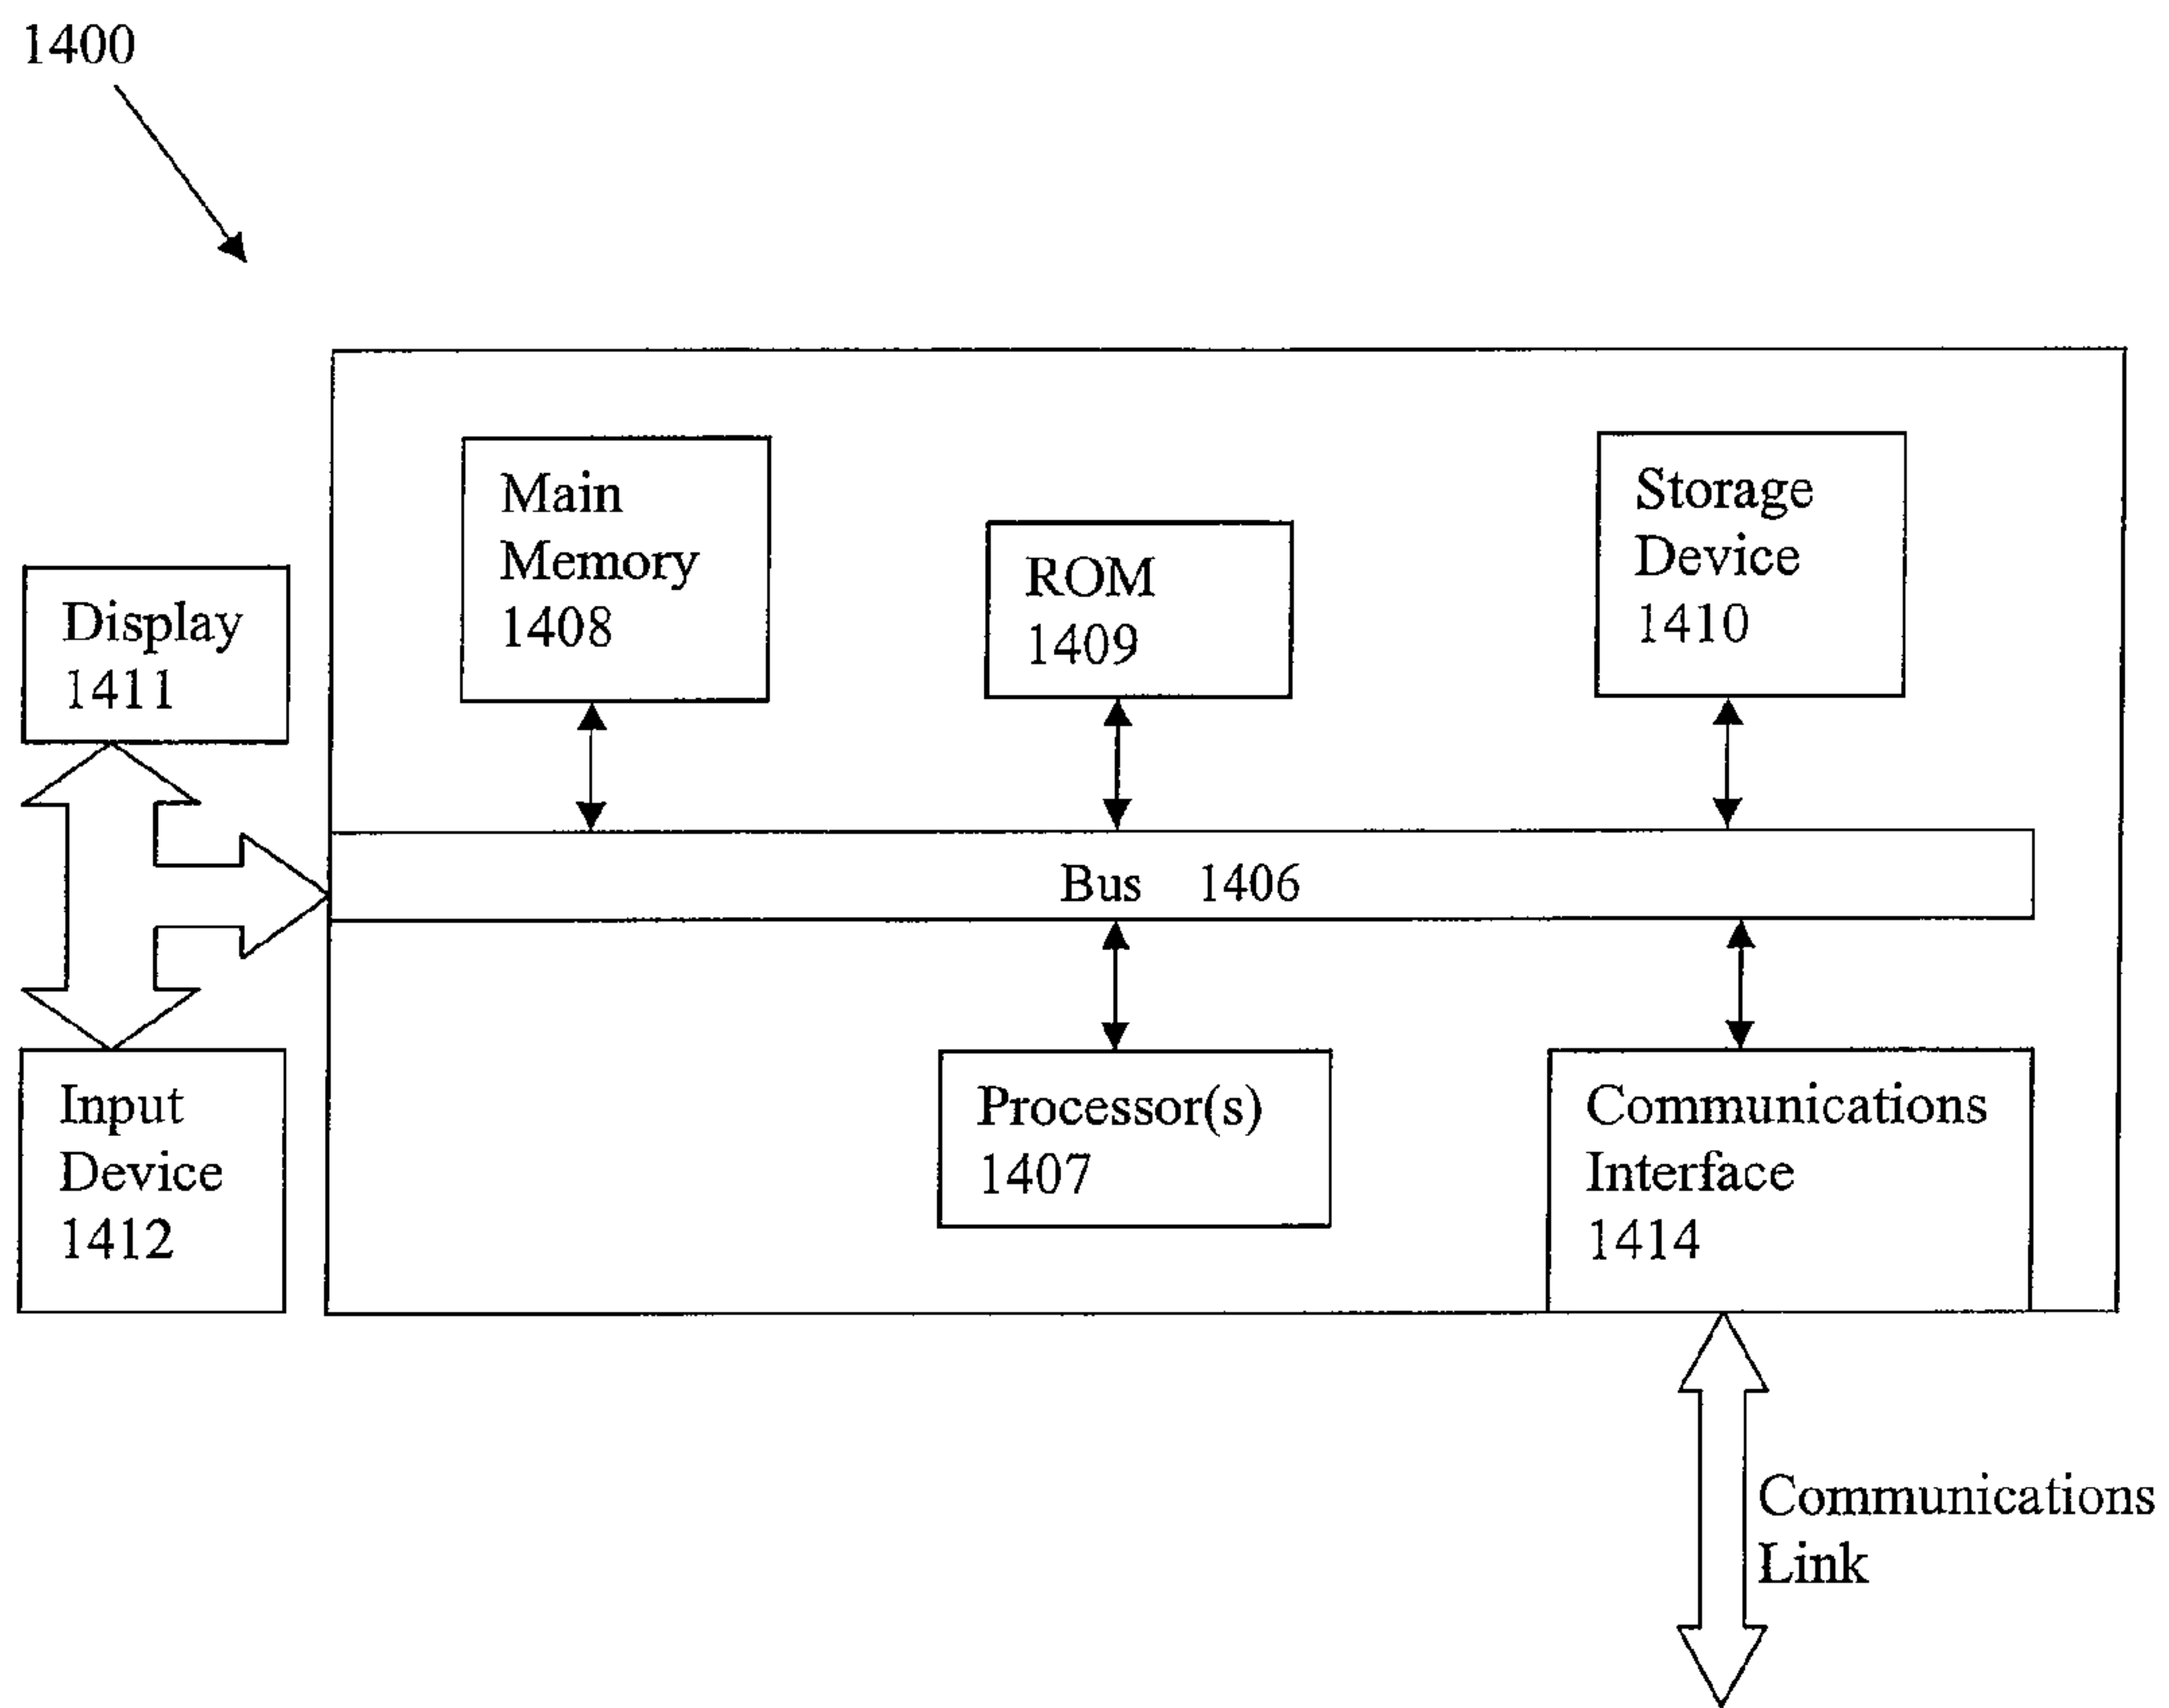 1400
Main
Memory
1408
ROM
1409
Storage
Device
1410
Display
1411
Bus 1406
Input
Device
1412
Processor(s)
1407
Communications
Interface
1414
Communications
Link